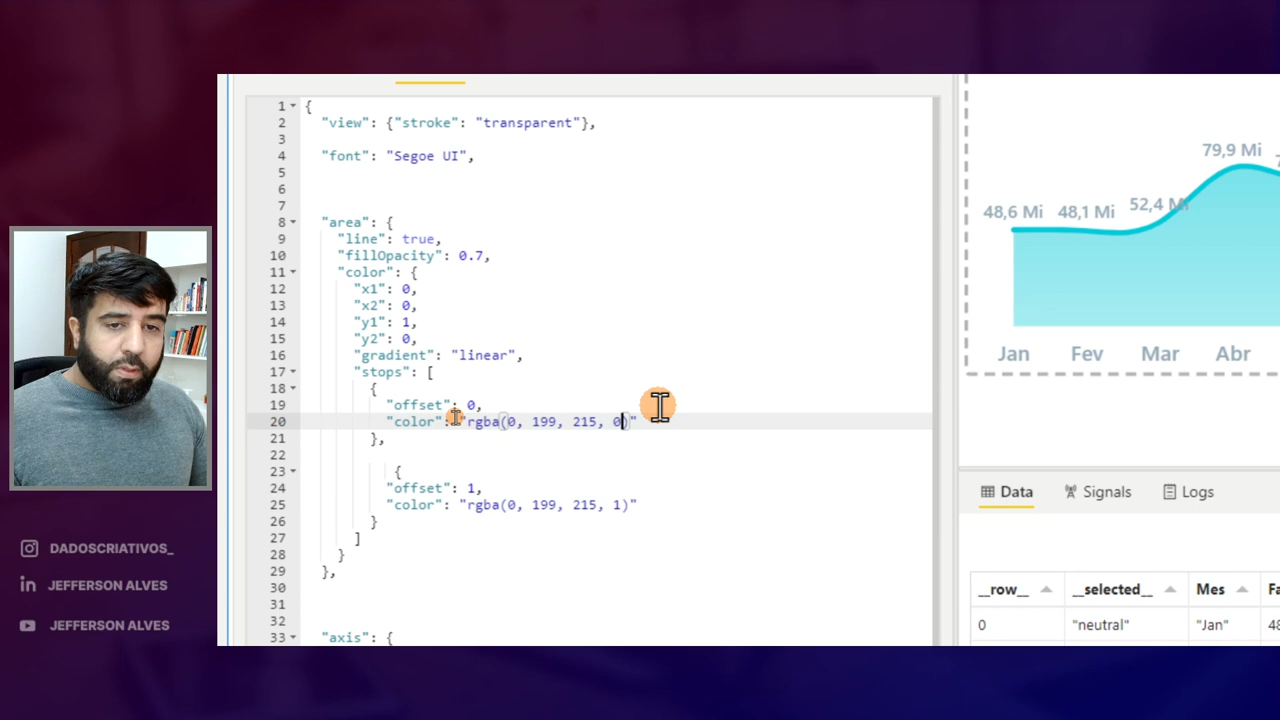 1 {
2 "view": {"stroke": "transparent"},
3
4 "font": "Segoe UI",
5
6
7
8 "area": {
9 "line": true,
10 "fillOpacity": 0.7,
11 "color": {
12 "x1": 0,
13 "x2": 0,
14 "y1": 1,
15 "y2": 0,
16 "gradient": "linear",
17 "stops": [
18 {
19 "offset": 0,
20 "color": "rgba(0, 199, 215, 0)"
21 },
22
23 {
24 "offset": 1,
25 "color": "rgba(0, 199, 215, 1)"
26 }
27 ]
28 }
29 },
30
31
32
33 "axis": {
79,9 Mi
48,6 Mi 48,1 Mi 52,4 Mi
Jan Fev Mar Abr
Data Signals Logs
__row__ __selected__ Mes Fa
0 "neutral" "Jan" 48
DADOSCRIATIVOS_
JEFFERSON ALVES
JEFFERSON ALVES